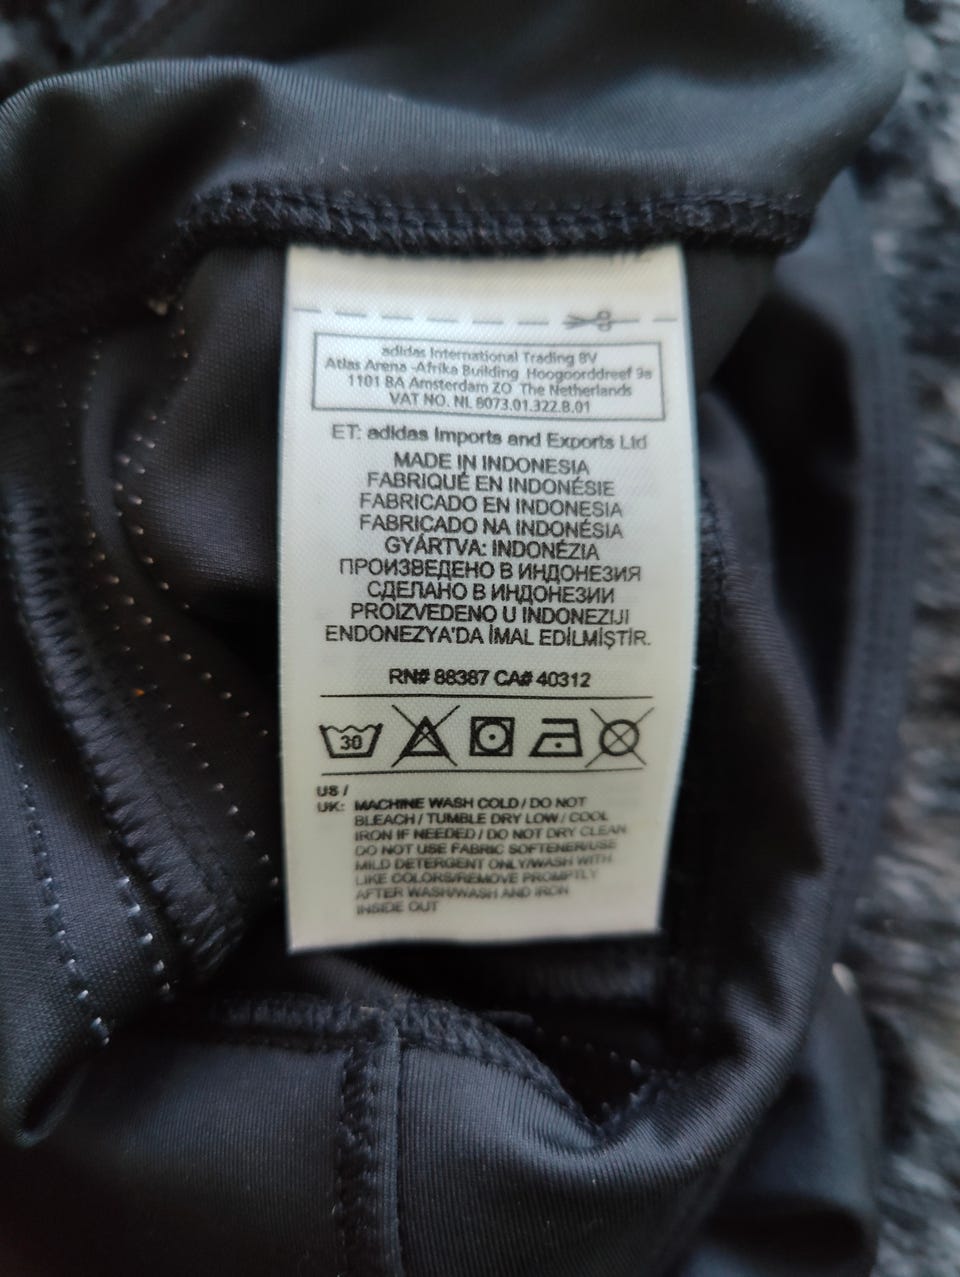 adidas International Trading BV
Atlas Arena -Afrika Building Hoogoorddreef 9a
1101 BA Amsterdam ZO The Netherlands
VAT NO. NL 8073.01.322.B.01
ET: adidas Imports and Exports Ltd
MADE IN INDONESIA
FABRIQUÉ EN INDONÉSIE
FABRICADO EN INDONESIA
FABRICADO NA INDONÉSIA
GYÁRTVA: INDONÉZIA
ПРОИЗВЕДЕНО В ИНДОНЕЗИЯ
СДЕЛАНО В ИНДОНЕЗИИ
PROIZVEDENO U INDONEZIJI
ENDONEZYA'DA İMAL EDİLMİŞTİR.
RN# 88387 CA# 40312
30
US /
UK: MACHINE WASH COLD / DO NOT
BLEACH / TUMBLE DRY LOW / COOL
IRON IF NEEDED / DO NOT DRY CLEAN
DO NOT USE FABRIC SOFTENER/USE
MILD DETERGENT ONLY/WASH WITH
LIKE COLORS/REMOVE PROMPTLY
AFTER WASH/WASH AND IRON
INSIDE OUT